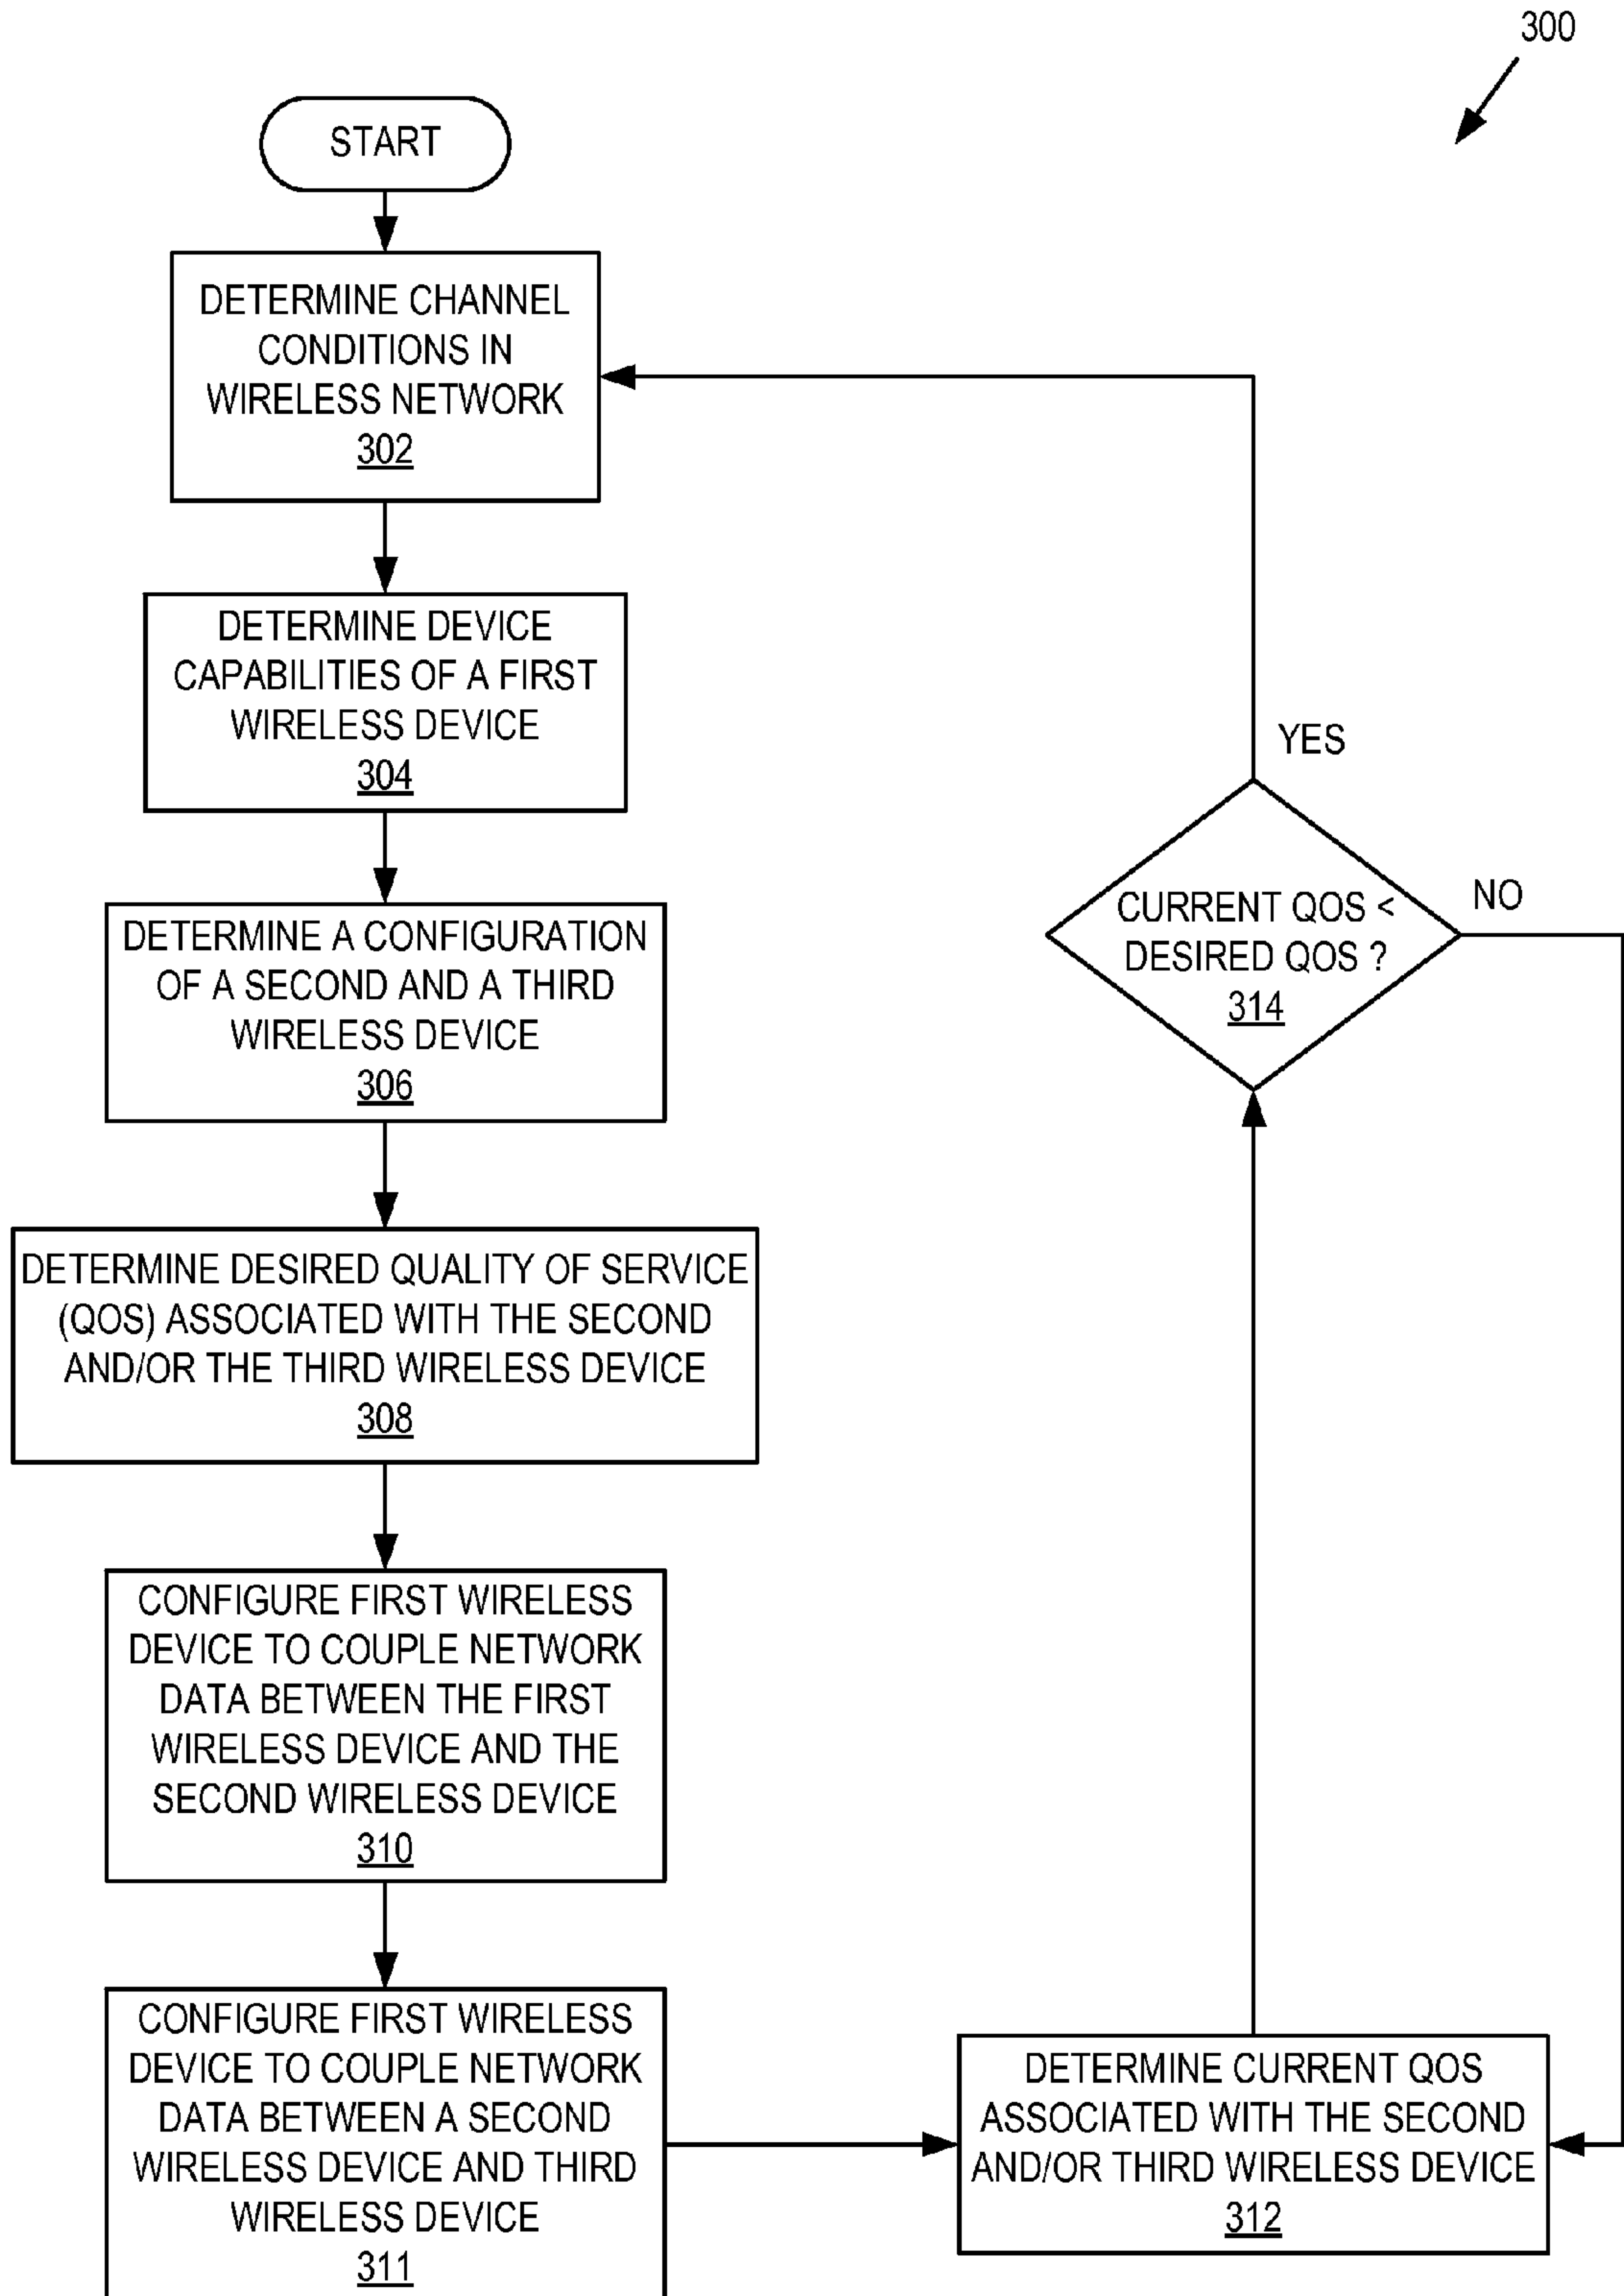 300
START
DETERMINE CHANNEL
CONDITIONS IN
WIRELESS NETWORK
302
DETERMINE DEVICE
CAPABILITIES OF A FIRST
WIRELESS DEVICE
304
DETERMINE A CONFIGURATION
OF A SECOND AND A THIRD
WIRELESS DEVICE
306
DETERMINE DESIRED QUALITY OF SERVICE
(QOS) ASSOCIATED WITH THE SECOND
AND/OR THE THIRD WIRELESS DEVICE
308
CONFIGURE FIRST WIRELESS
DEVICE TO COUPLE NETWORK
DATA BETWEEN THE FIRST
WIRELESS DEVICE AND THE
SECOND WIRELESS DEVICE
310
CONFIGURE FIRST WIRELESS
DEVICE TO COUPLE NETWORK
DATA BETWEEN A SECOND
WIRELESS DEVICE AND THIRD
WIRELESS DEVICE
311
DETERMINE CURRENT QOS
ASSOCIATED WITH THE SECOND
AND/OR THIRD WIRELESS DEVICE
312
CURRENT QOS <
DESIRED QOS ?
314
YES
NO